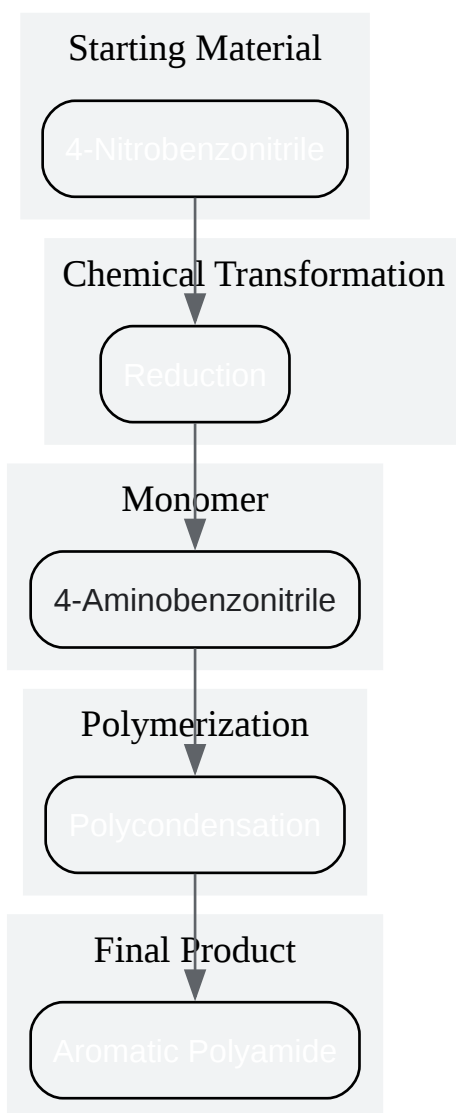 Starting Material
4-Nitrobenzonitrile
Chemical Transformation
Reduction
Monomer
4-Aminobenzonitrile
Polymerization
Polycondensation
Final Product
Aromatic Polyamide